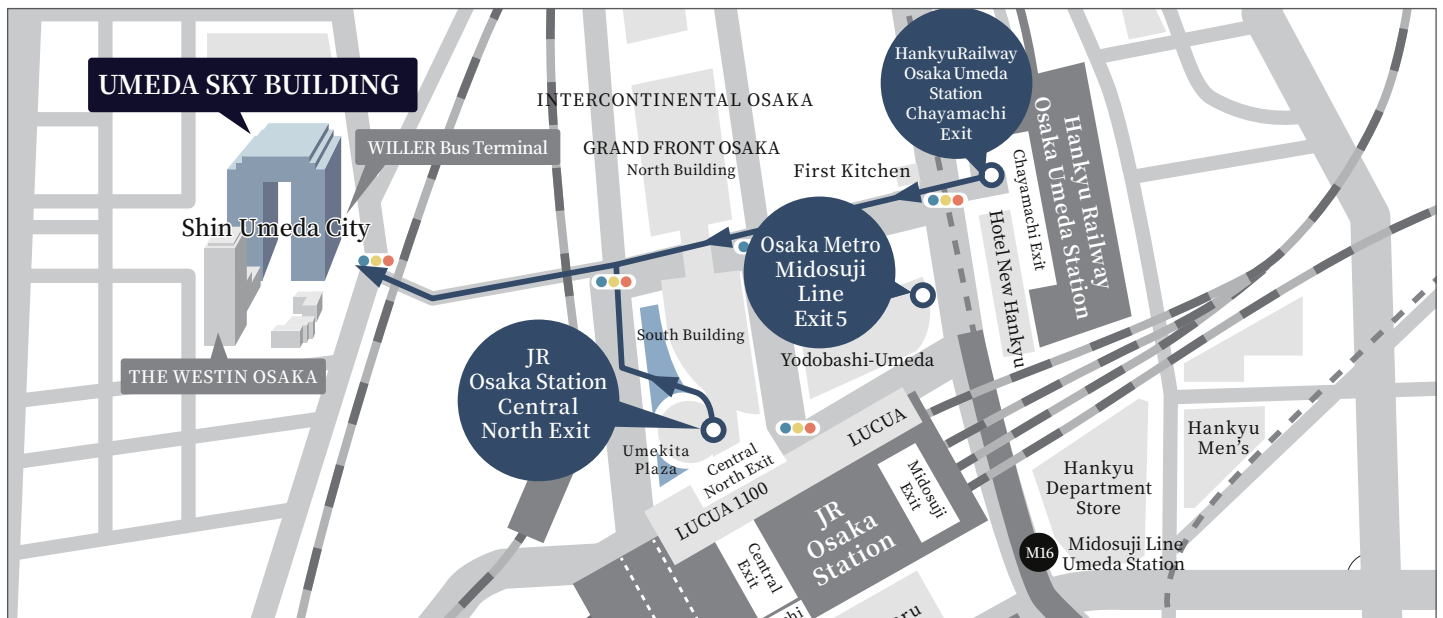 UMEDA SKY BUILDING
WILLER Bus Terminal
Shin Umeda City
THE WESTIN OSAKA
INTERCONTINENTAL OSAKA
GRAND FRONT OSAKA
North Building
First Kitchen
HankyuRailway
Osaka Umeda
Station
Chayamachi
Exit
Hankyu Railway
Osaka Umeda Station
Chayamachi Exit
Hotel New Hankyu
Osaka Metro
Midosuji
Line
Exit5
South Building
Yodobashi-Umeda
JR
Osaka Station
Central
North Exit
Umekita
Plaza
Central
North Exit
LUCUA
LUCUA 1100
Midosuji
Exit
JR
Osaka
Station
Central
Exit
Hankyu
Men's
Hankyu
Department
Store
M16
Midosuji Line
Umeda Station